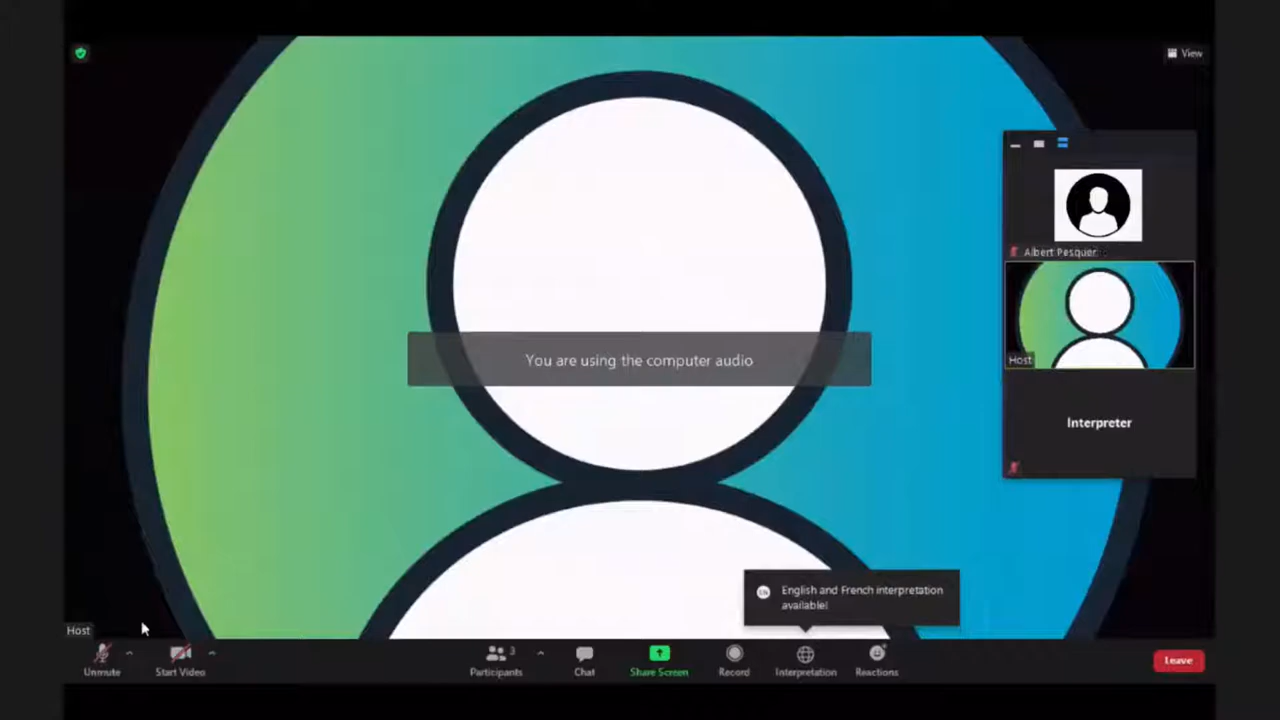 View
Albert Pesquer
Host
Interpreter
You are using the computer audio
English and French interpretation
available!
Host
Unmute
Start Video
Participants
3
Chat
Share Screen
Record
Interpretation
Reactions
Leave